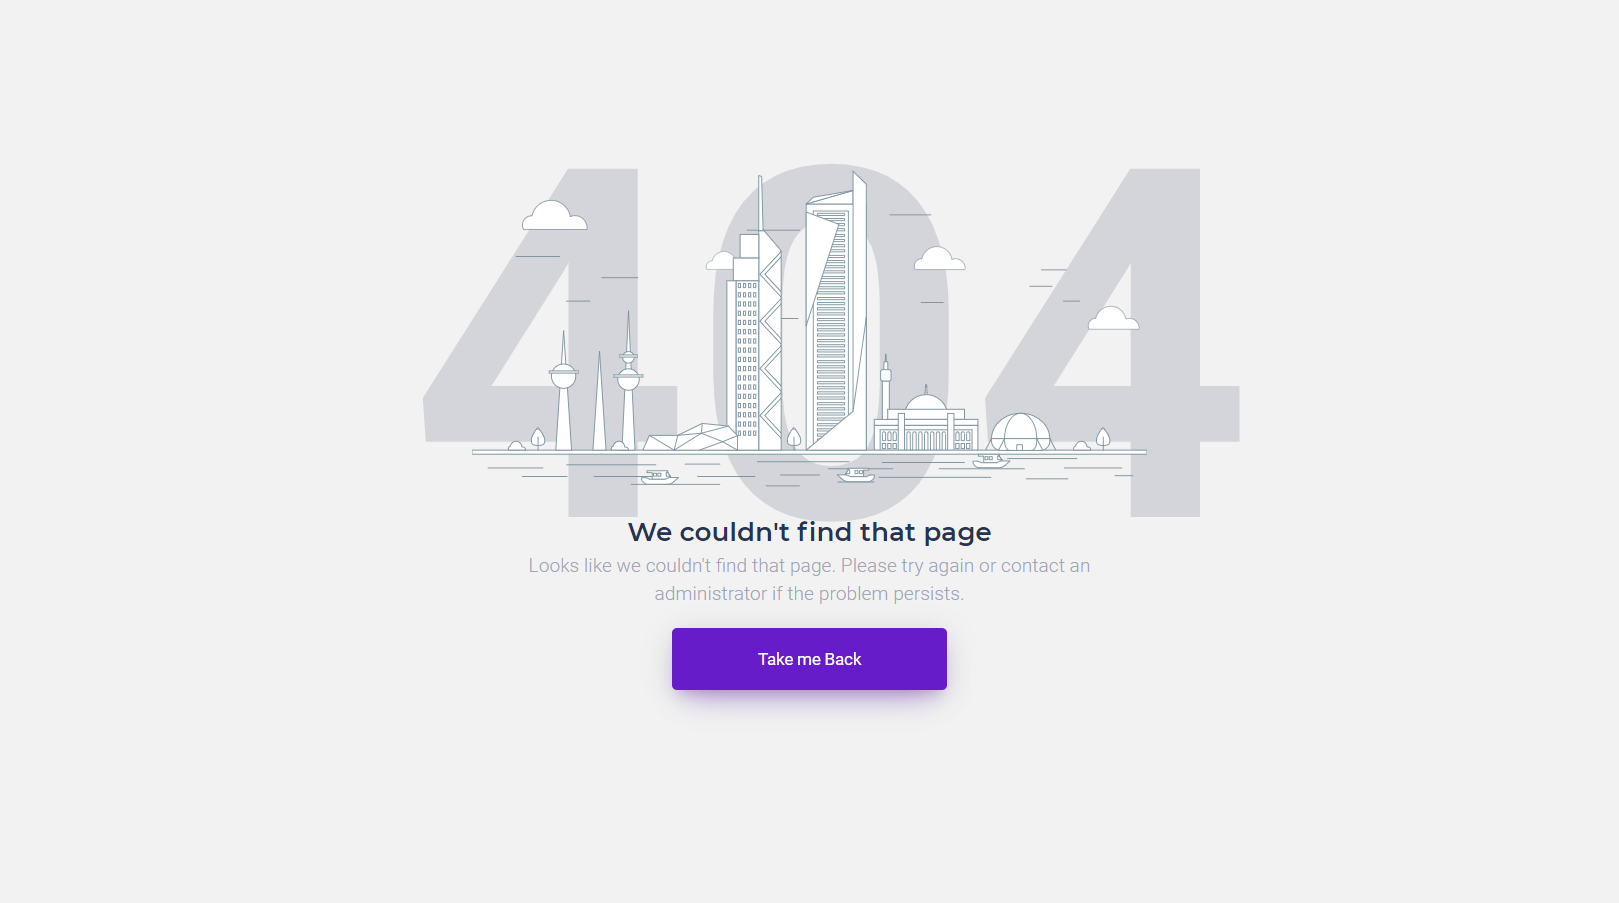 404
We couldn't find that page
Looks like we couldn't find that page. Please try again or contact an
administrator if the problem persists.
Take me Back